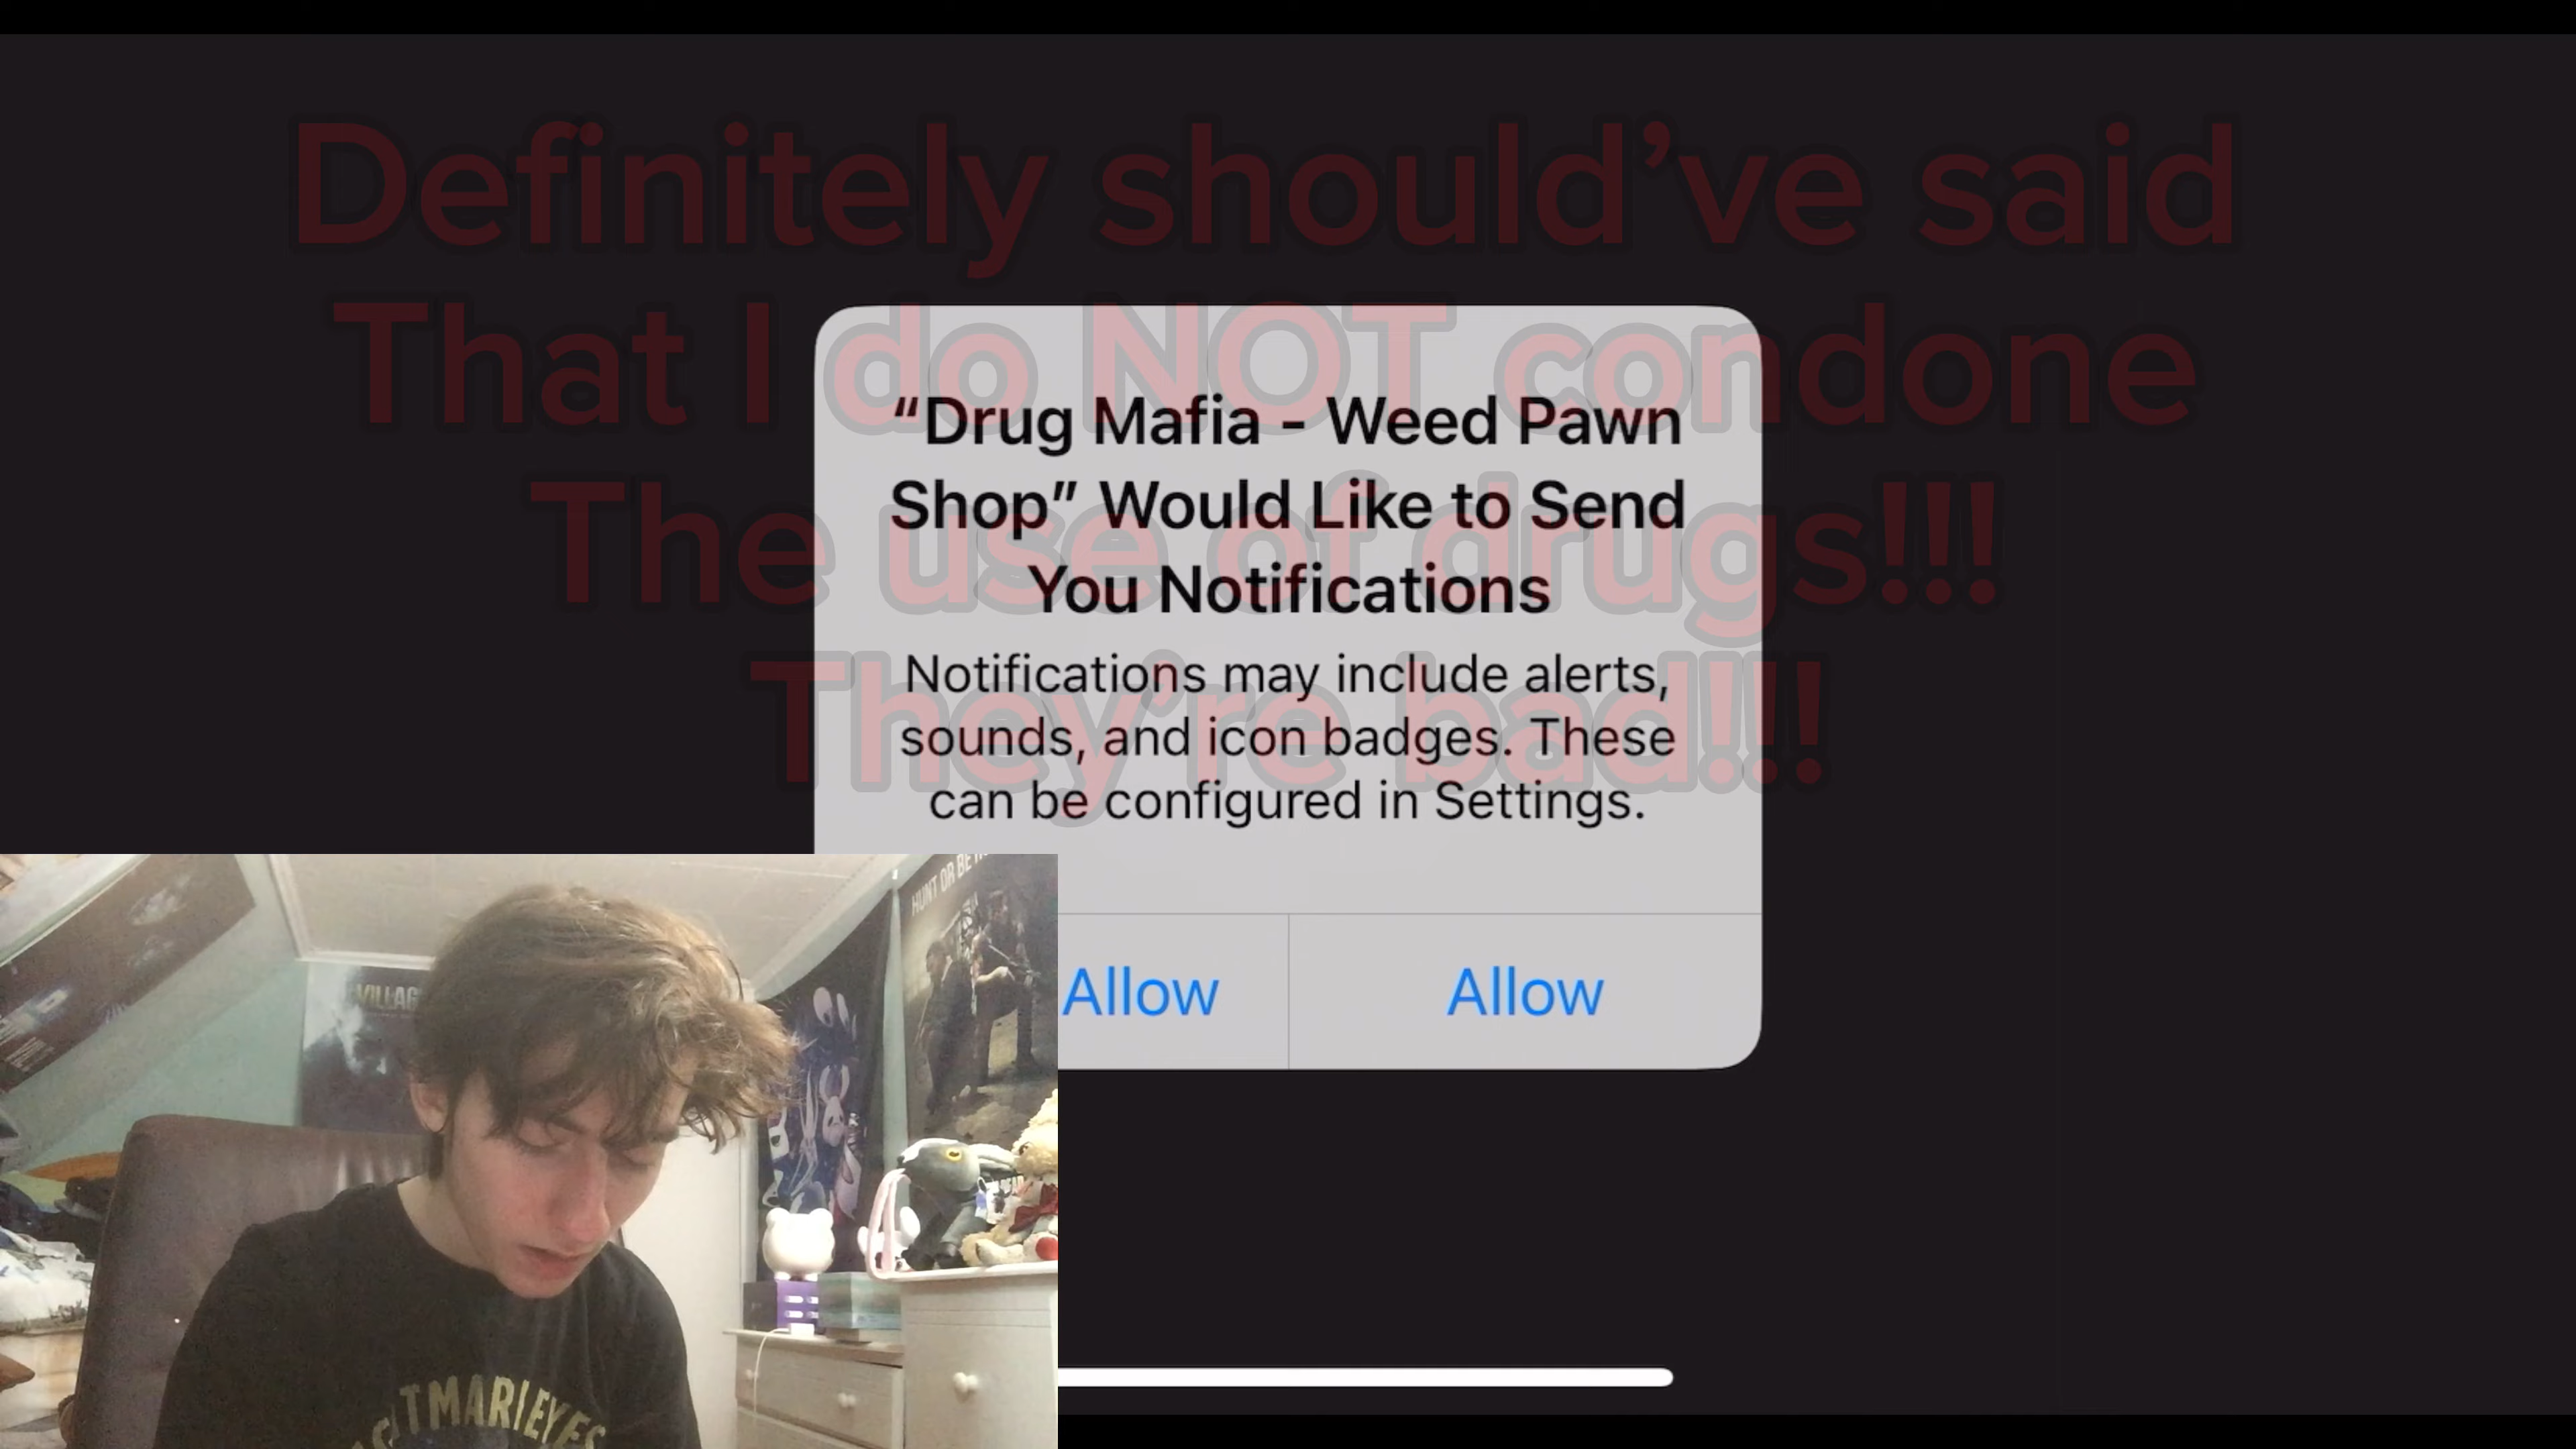 Definitely should’ve said
That I do NOT condone
The use of drugs!!!
They’re bad!!!
“Drug Mafia - Weed Pawn
Shop” Would Like to Send
You Notifications
Notifications may include alerts,
sounds, and icon badges. These
can be configured in Settings.
Allow
Allow
HUNT OR BE
VILLAG